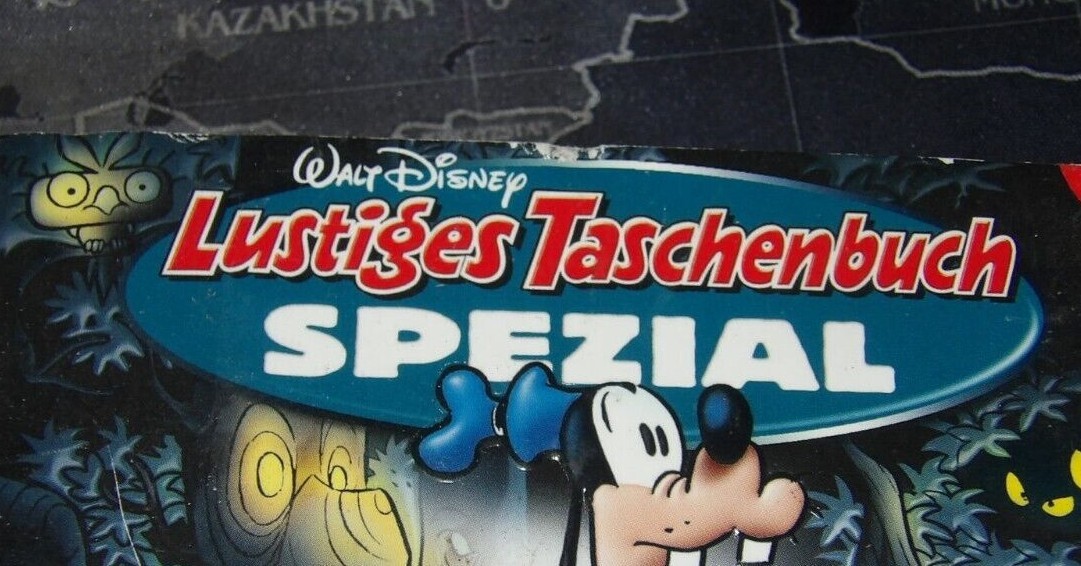 KAZAKHSTAN
WALT DISNEY
LUSTIGES TASCHENBUCH
SPEZIAL